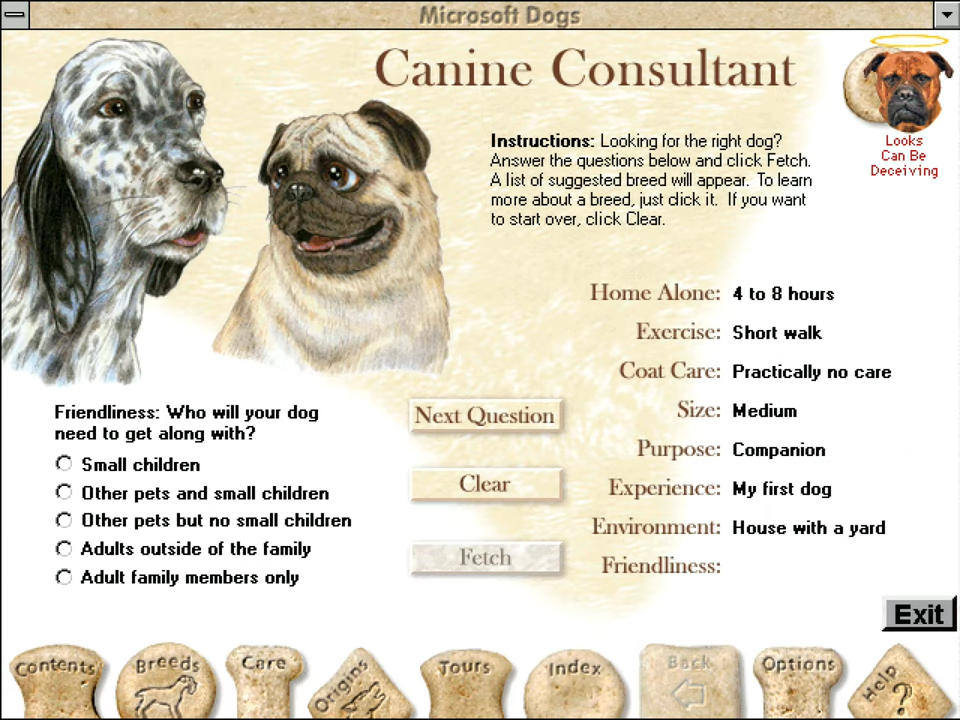 Microsoft Dogs
Canine Consultant
Looks
Can Be
Deceiving
Instructions: Looking for the right dog?
Answer the questions below and click Fetch.
A list of suggested breed will appear. To learn
more about a breed, just click it. If you want
to start over, click Clear.
Home Alone: 4 to 8 hours
Exercise: Short walk
Coat Care: Practically no care
Size: Medium
Purpose: Companion
Experience: My first dog
Environment: House with a yard
Friendliness:
Friendliness: Who will your dog
need to get along with?
Small children
Other pets and small children
Other pets but no small children
Adults outside of the family
Adult family members only
Next Question
Clear
Fetch
Exit
Contents
Breeds
Care
Origins
Tours
Index
Back
Options
Help
?